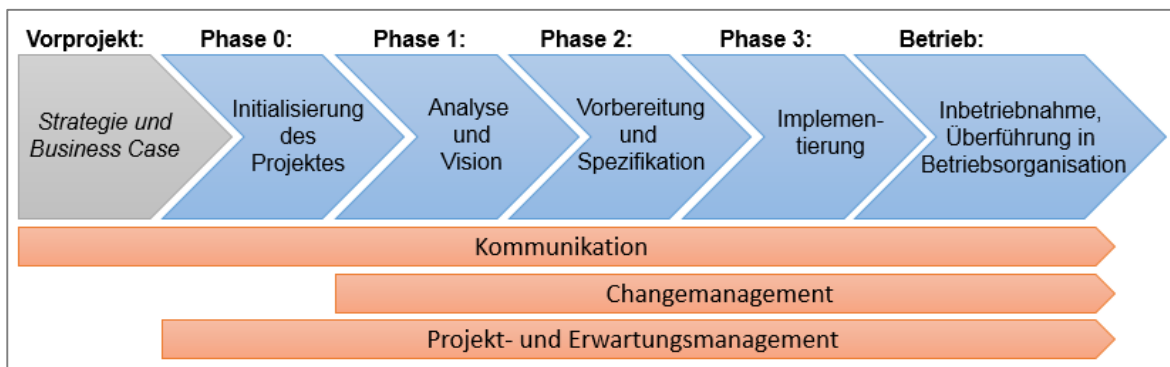 Vorprojekt: Phase 0: Phase 1: Phase 2: Phase 3: Betrieb:
Strategie und
Business Case
Initialisierung
des
Projektes
Analyse
und
Vision
Vorbereitung
und
Spezifikation
Implemen-
tierung
Inbetriebnahme,
Überführung in
Betriebsorganisation
Kommunikation
Changemanagement
Projekt- und Erwartungsmanagement